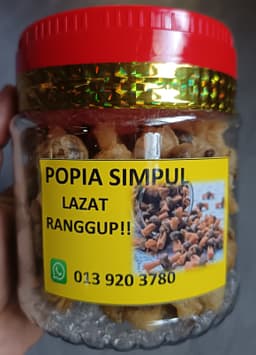 POPIA SIMPUL
LAZAT
RANGGUP!!
013 920 3780